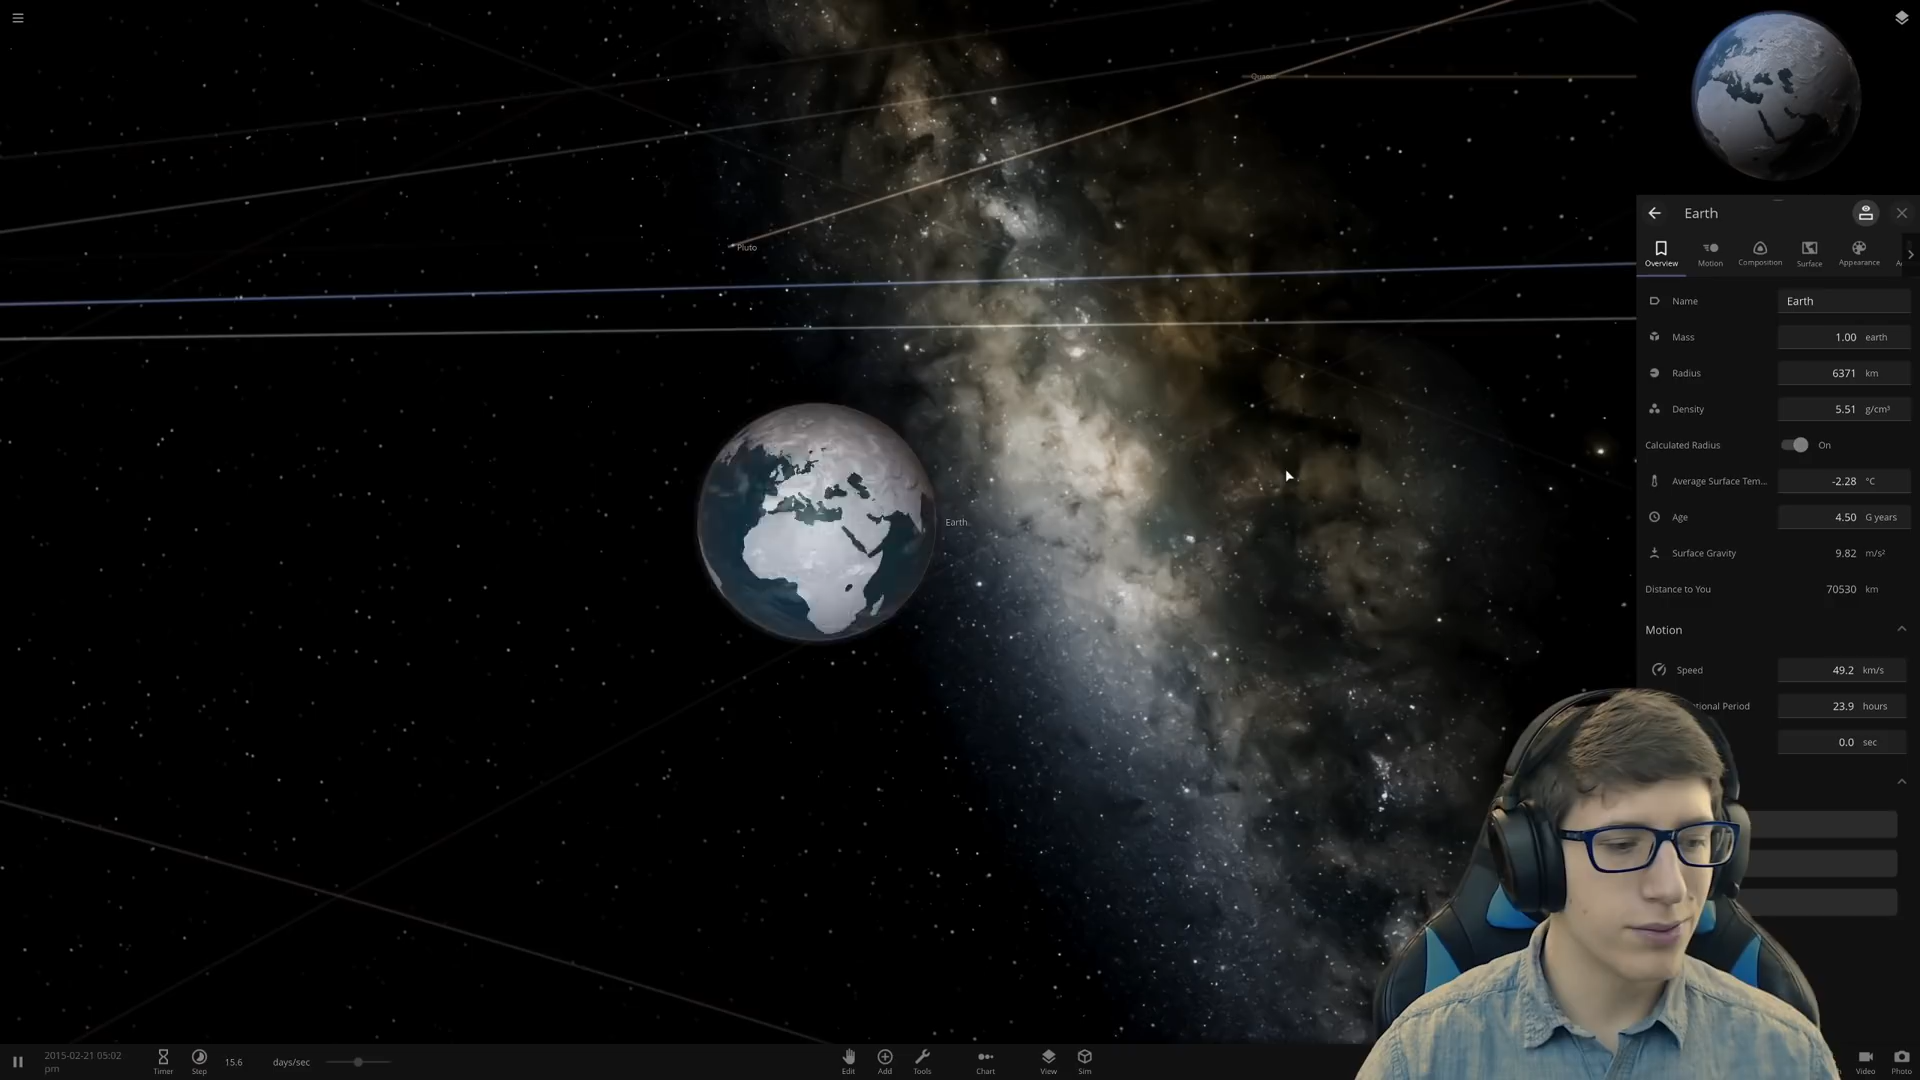 Pluto
Earth
Earth
Overview
Motion
Composition
Surface
Appearance
Name
Earth
Mass
1.00 earth
Radius
6371 km
Density
5.51 g/cm³
Calculated Radius
On
Average Surface Tem...
-2.28 °C
Age
4.50 G years
Surface Gravity
9.82 m/s²
Distance to You
70530 km
Motion
Speed
49.2 km/s
Period
23.9 hours
0.0 sec
2015-02-21 05:02
pm
Timer
Step
15.6
days/sec
Edit
Add
Tools
Chart
View
Sim
Video
Photo